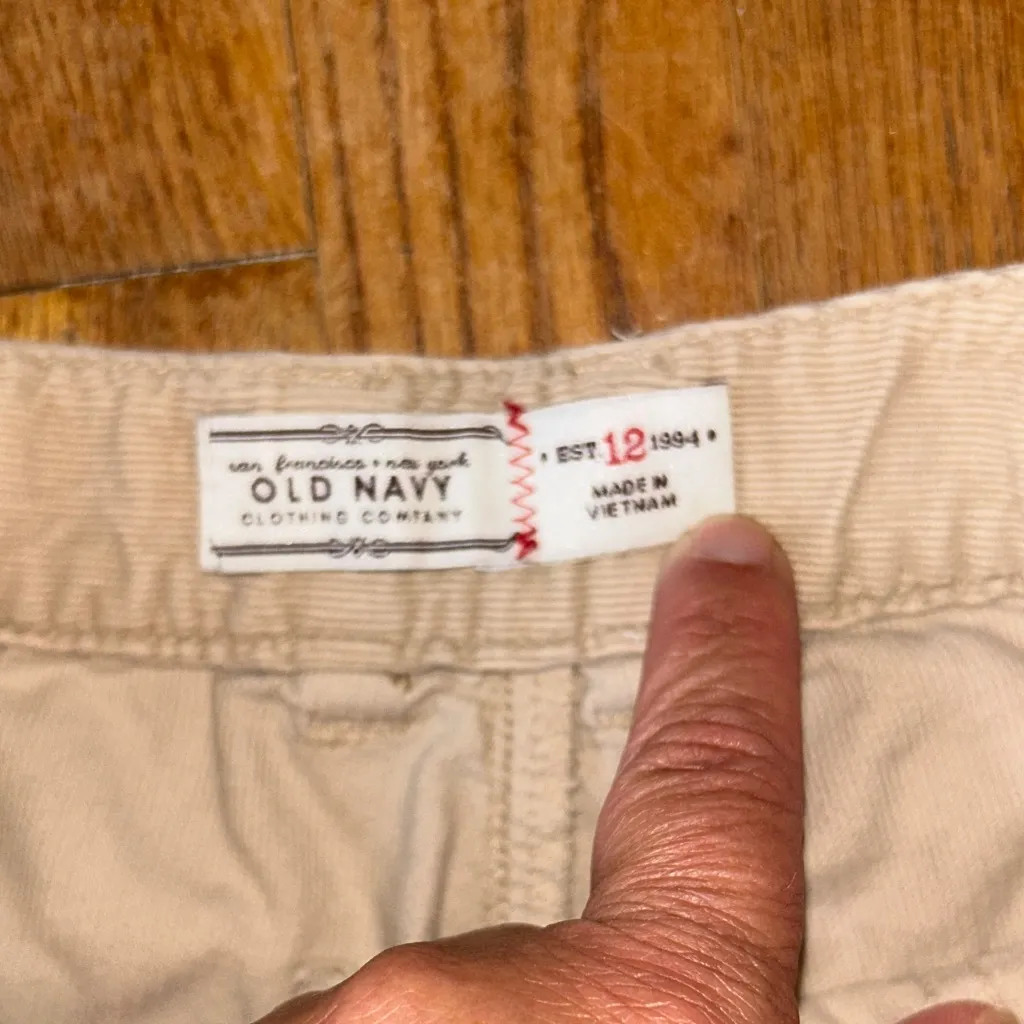 san francisco • new york
OLD NAVY
CLOTHING COMPANY
• EST. 12 1994 •
MADE IN
VIETNAM